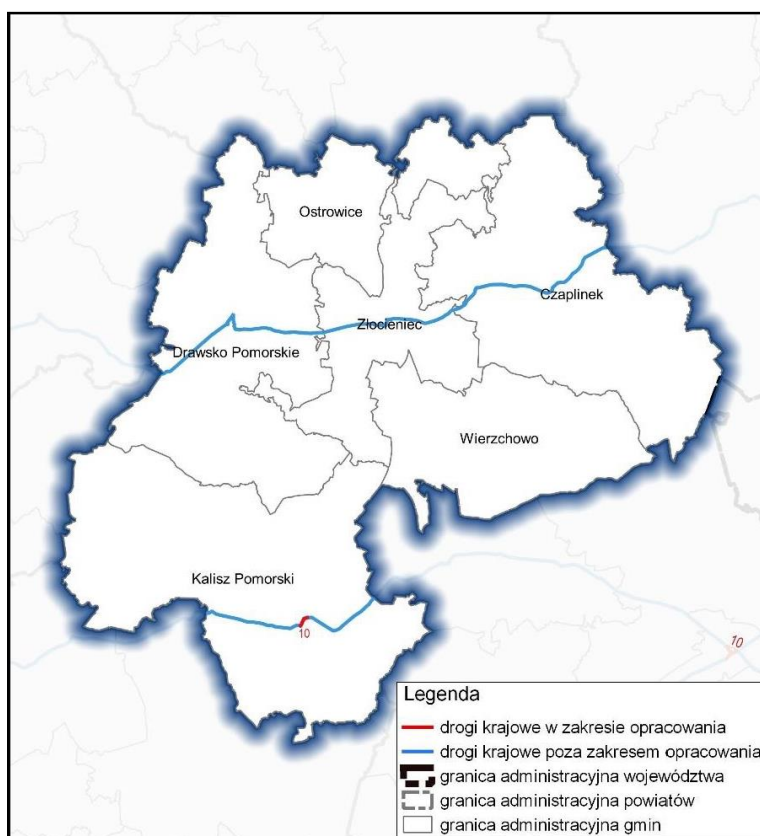 Ostrowice
Czaplinek
Złocieniec
Drawsko Pomorskie
Wierzchowo
Kalisz Pomorski
10
10
Legenda
drogi krajowe w zakresie opracowania
drogi krajowe poza zakresem opracowania
granica administracyjna województwa
granica administracyjna powiatów
granica administracyjna gmin